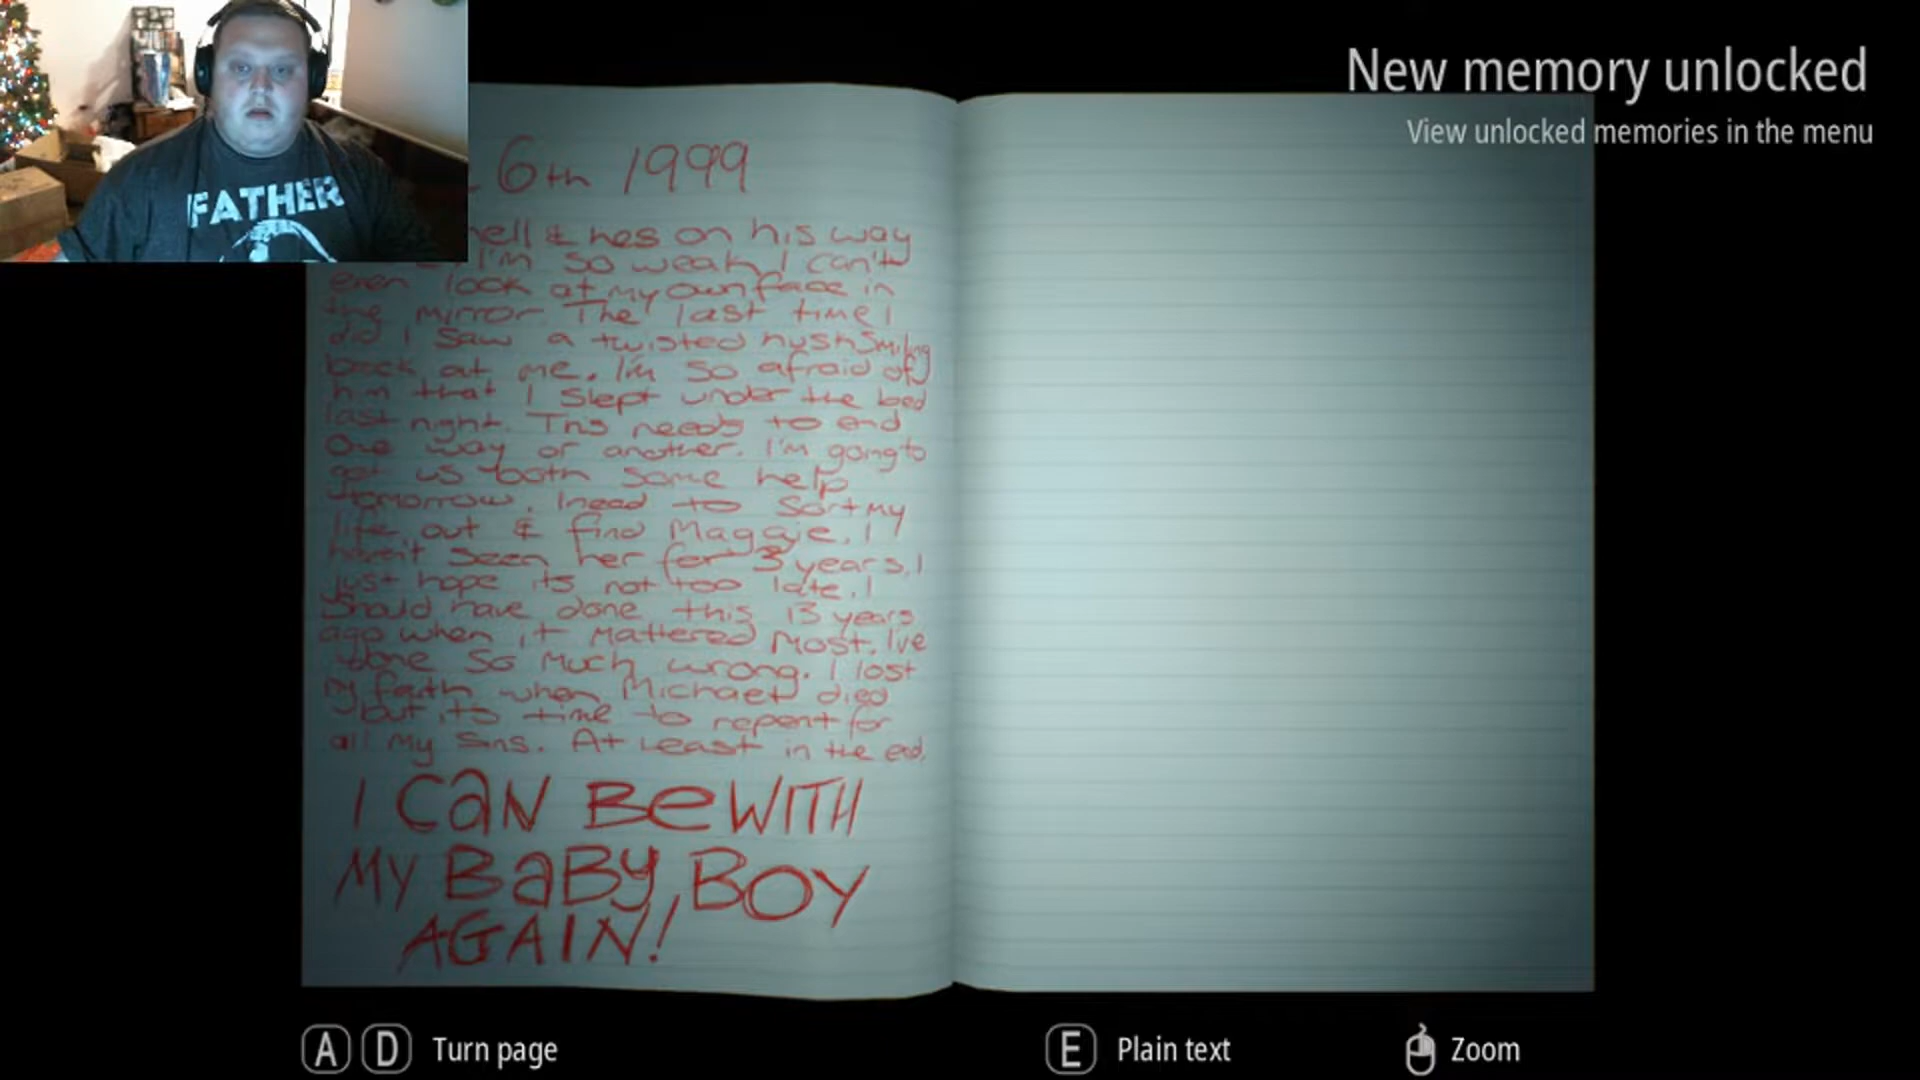 New memory unlocked
View unlocked memories in the menu
FATHER
6th 1999
hell & hes on his way
I'm so weak, I can't
even look at my own face in
the mirror. The last time I
did I saw a twisted husk smiling
back at me. I'm so afraid of
him that I slept under the bed
last night. This needs to end
one way or another. I'm going to
get us both some help
tomorrow. I need to sort my
life out & find Maggie. I
haven't seen her for 3 years, I
just hope its not too late. I
should have done this 13 years
ago when it mattered most. I've
done so much wrong. I lost
my faith when Michael died
but its time to repent for
all my sins. At least in the end,
I CAN BE WITH
MY BABY BOY
AGAIN!
A D Turn page
E Plain text
Zoom